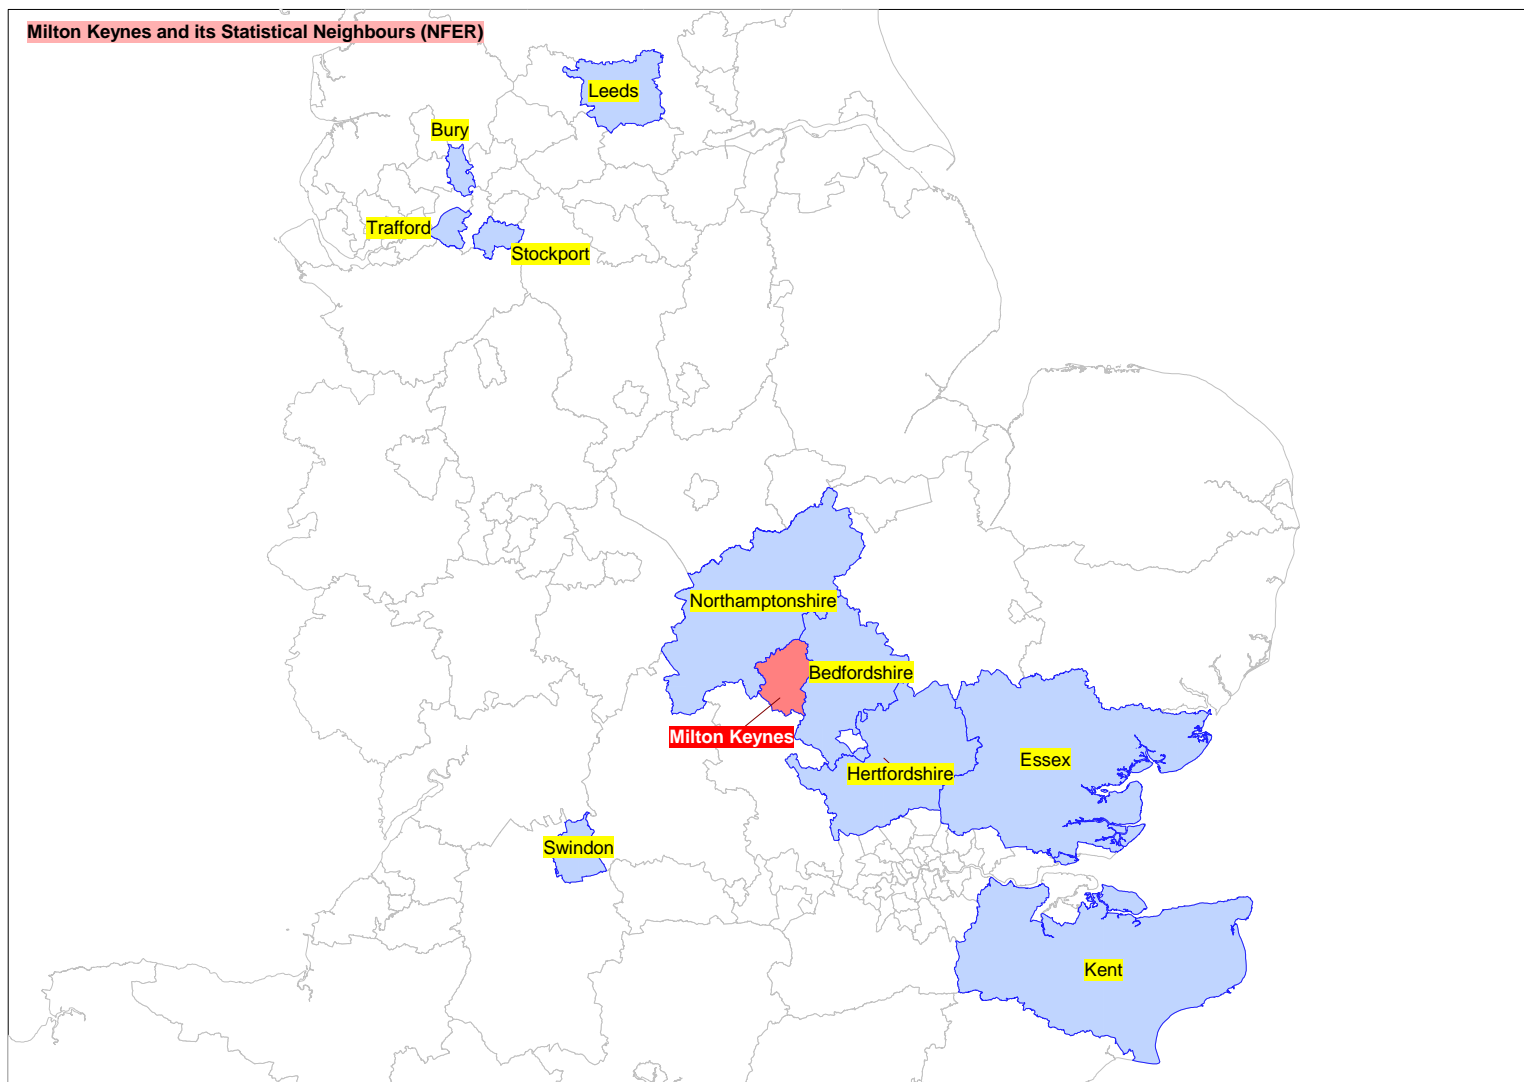 Milton Keynes and its Statistical Neighbours (NFER)
Leeds
Bury
Trafford
Stockport
Northamptonshire
Bedfordshire
Milton Keynes
Essex
Hertfordshire
Swindon
Kent